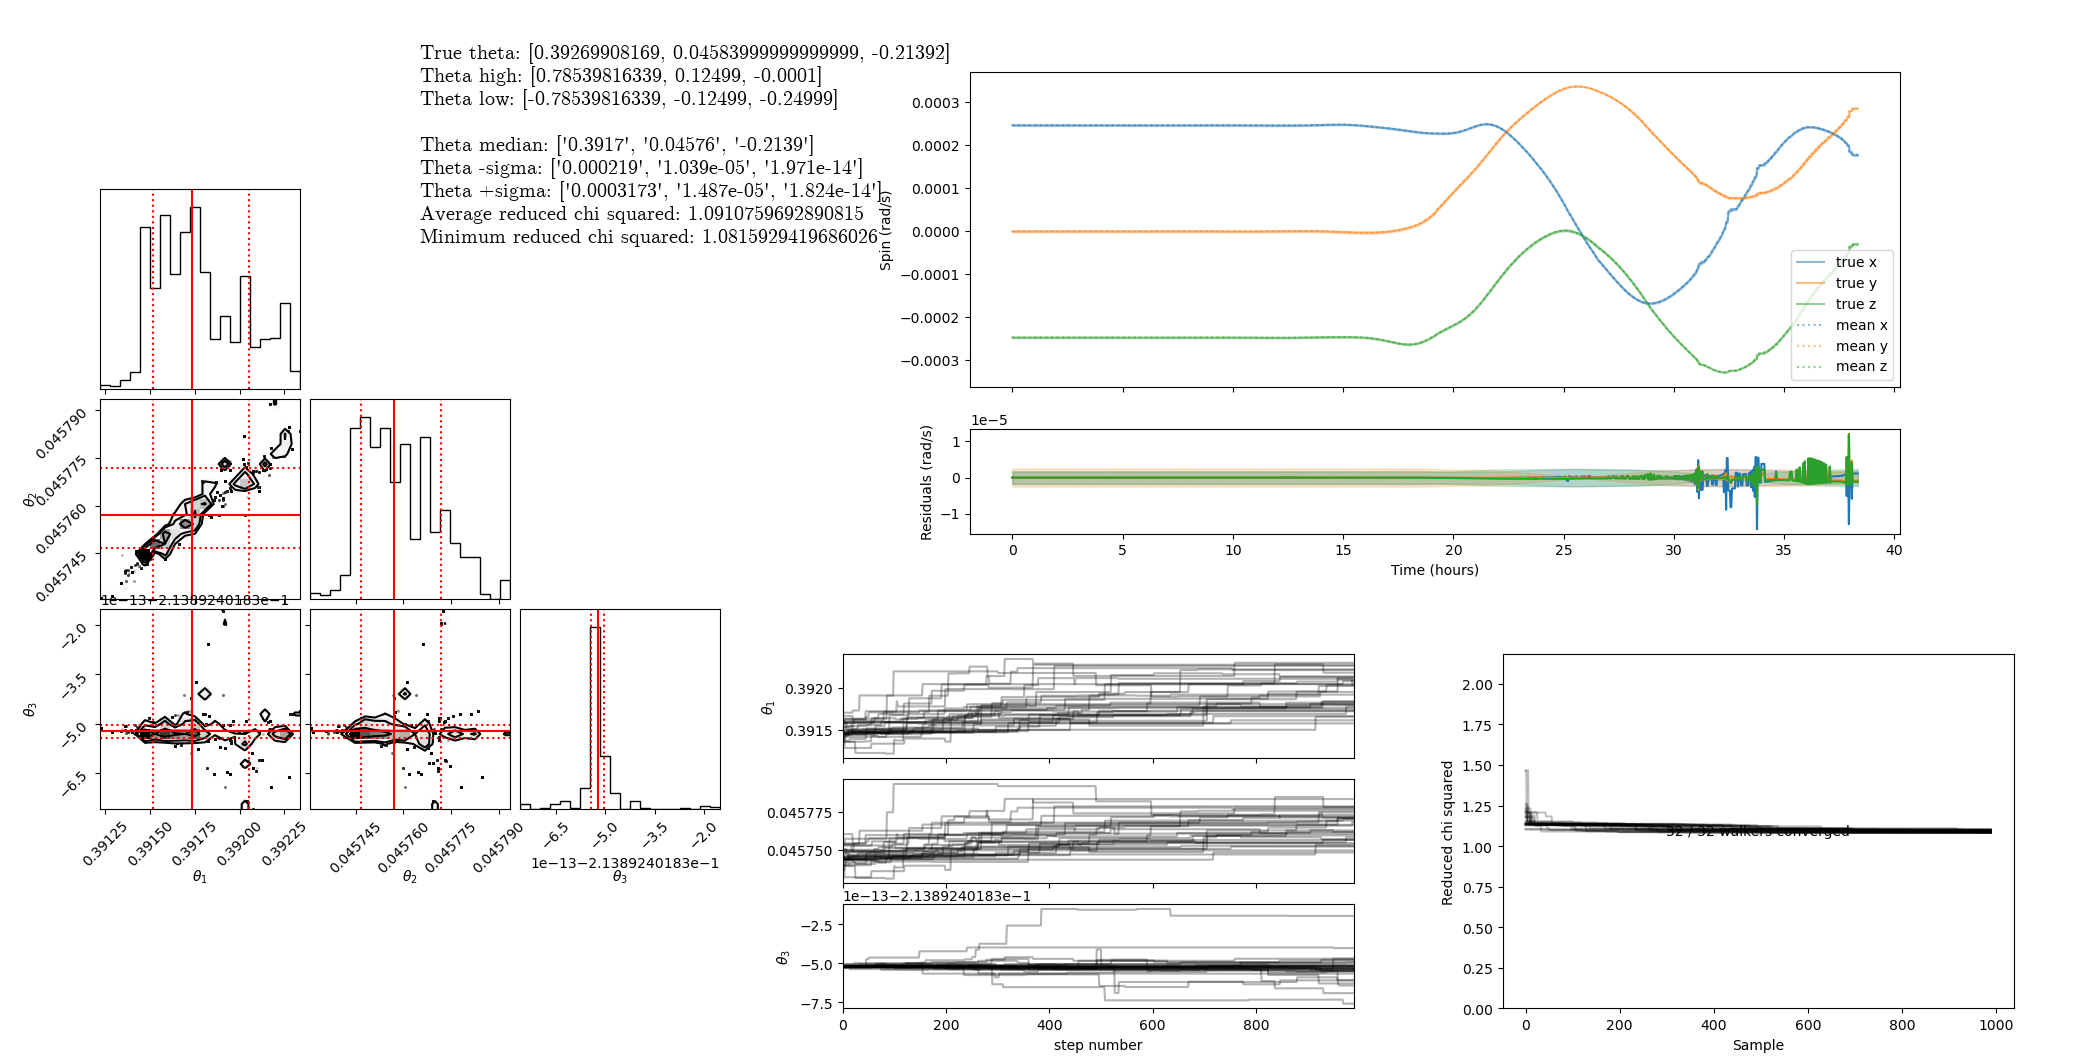 True theta: [0.39269908169, 0.04583999999999999, -0.21392]
Theta high: [0.78539816339, 0.12499, -0.0001]
Theta low: [-0.78539816339, -0.12499, -0.24999]
Theta median: ['0.3917', '0.04576', '-0.2139']
Theta -sigma: ['0.000219', '1.039e-05', '1.971e-14']
Theta +sigma: ['0.0003173', '1.487e-05', '1.824e-14']
Average reduced chi squared: 1.0910759692890815
Minimum reduced chi squared: 1.0815929419686026
0.0003
0.0002
0.0001
0.0000
−0.0001
−0.0002
−0.0003
Spin (rad/s)
true x
true y
true z
mean x
mean y
mean z
1e−5
1
0
−1
Residuals (rad/s)
0
5
10
15
20
25
30
35
40
Time (hours)
0.045790
0.045775
0.045760
0.045745
θ2
1e−13−2.1389240183e−1
−2.0
−3.5
−5.0
−6.5
θ3
0.39125
0.39150
0.39175
0.39200
0.39225
θ1
0.045745
0.045760
0.045775
0.045790
θ2
−6.5
−5.0
−3.5
−2.0
1e−13−2.1389240183e−1
θ3
0.3920
0.3915
θ1
0.045775
0.045750
1e−13−2.1389240183e−1
−2.5
−5.0
−7.5
θ3
0
200
400
600
800
step number
2.00
1.75
1.50
1.25
1.00
0.75
0.50
0.25
0.00
Reduced chi squared
32 / 32 walkers converged
0
200
400
600
800
1000
Sample